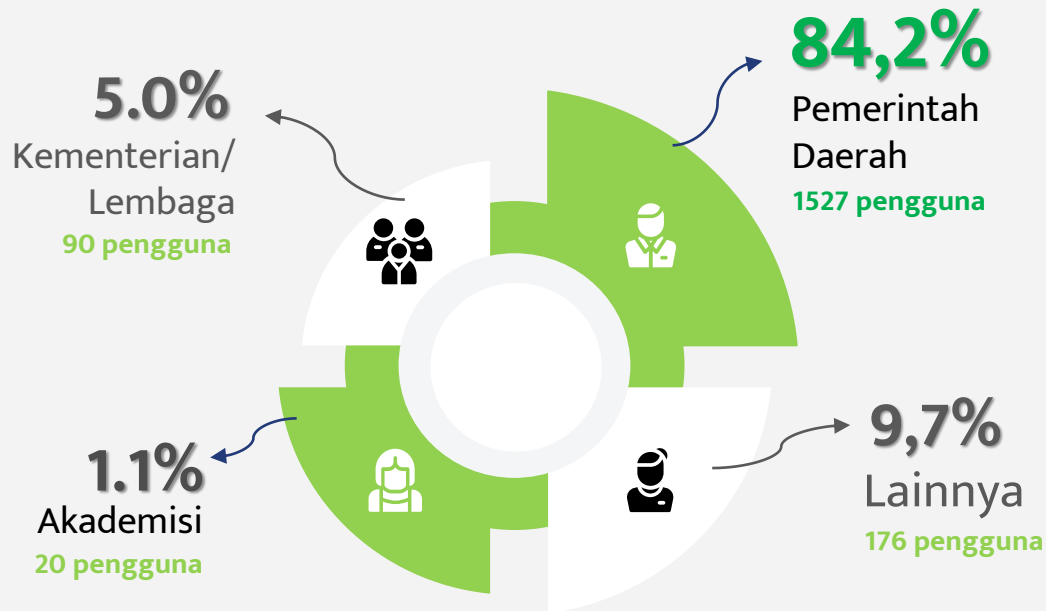 5.0%
Kementerian/
Lembaga
90 pengguna
84,2%
Pemerintah
Daerah
1527 pengguna
1.1%
Akademisi
20 pengguna
9,7%
Lainnya
176 pengguna